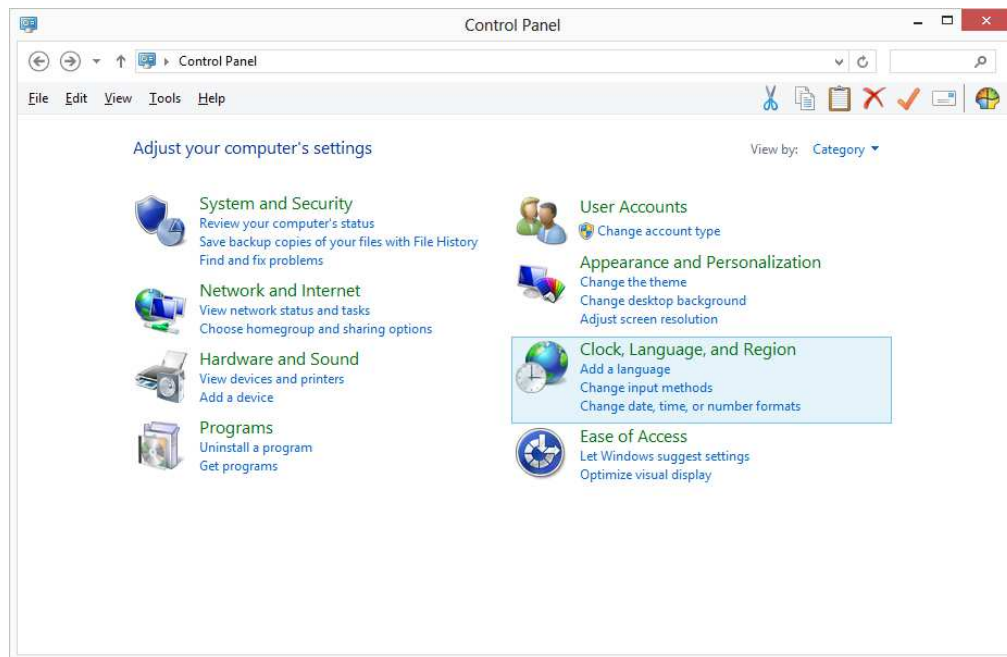 Control Panel
Control Panel
File Edit View Tools Help
Adjust your computer's settings
View by: Category
System and Security
Review your computer's status
Save backup copies of your files with File History
Find and fix problems
Network and Internet
View network status and tasks
Choose homegroup and sharing options
Hardware and Sound
View devices and printers
Add a device
Programs
Uninstall a program
Get programs
User Accounts
Change account type
Appearance and Personalization
Change the theme
Change desktop background
Adjust screen resolution
Clock, Language, and Region
Add a language
Change input methods
Change date, time, or number formats
Ease of Access
Let Windows suggest settings
Optimize visual display